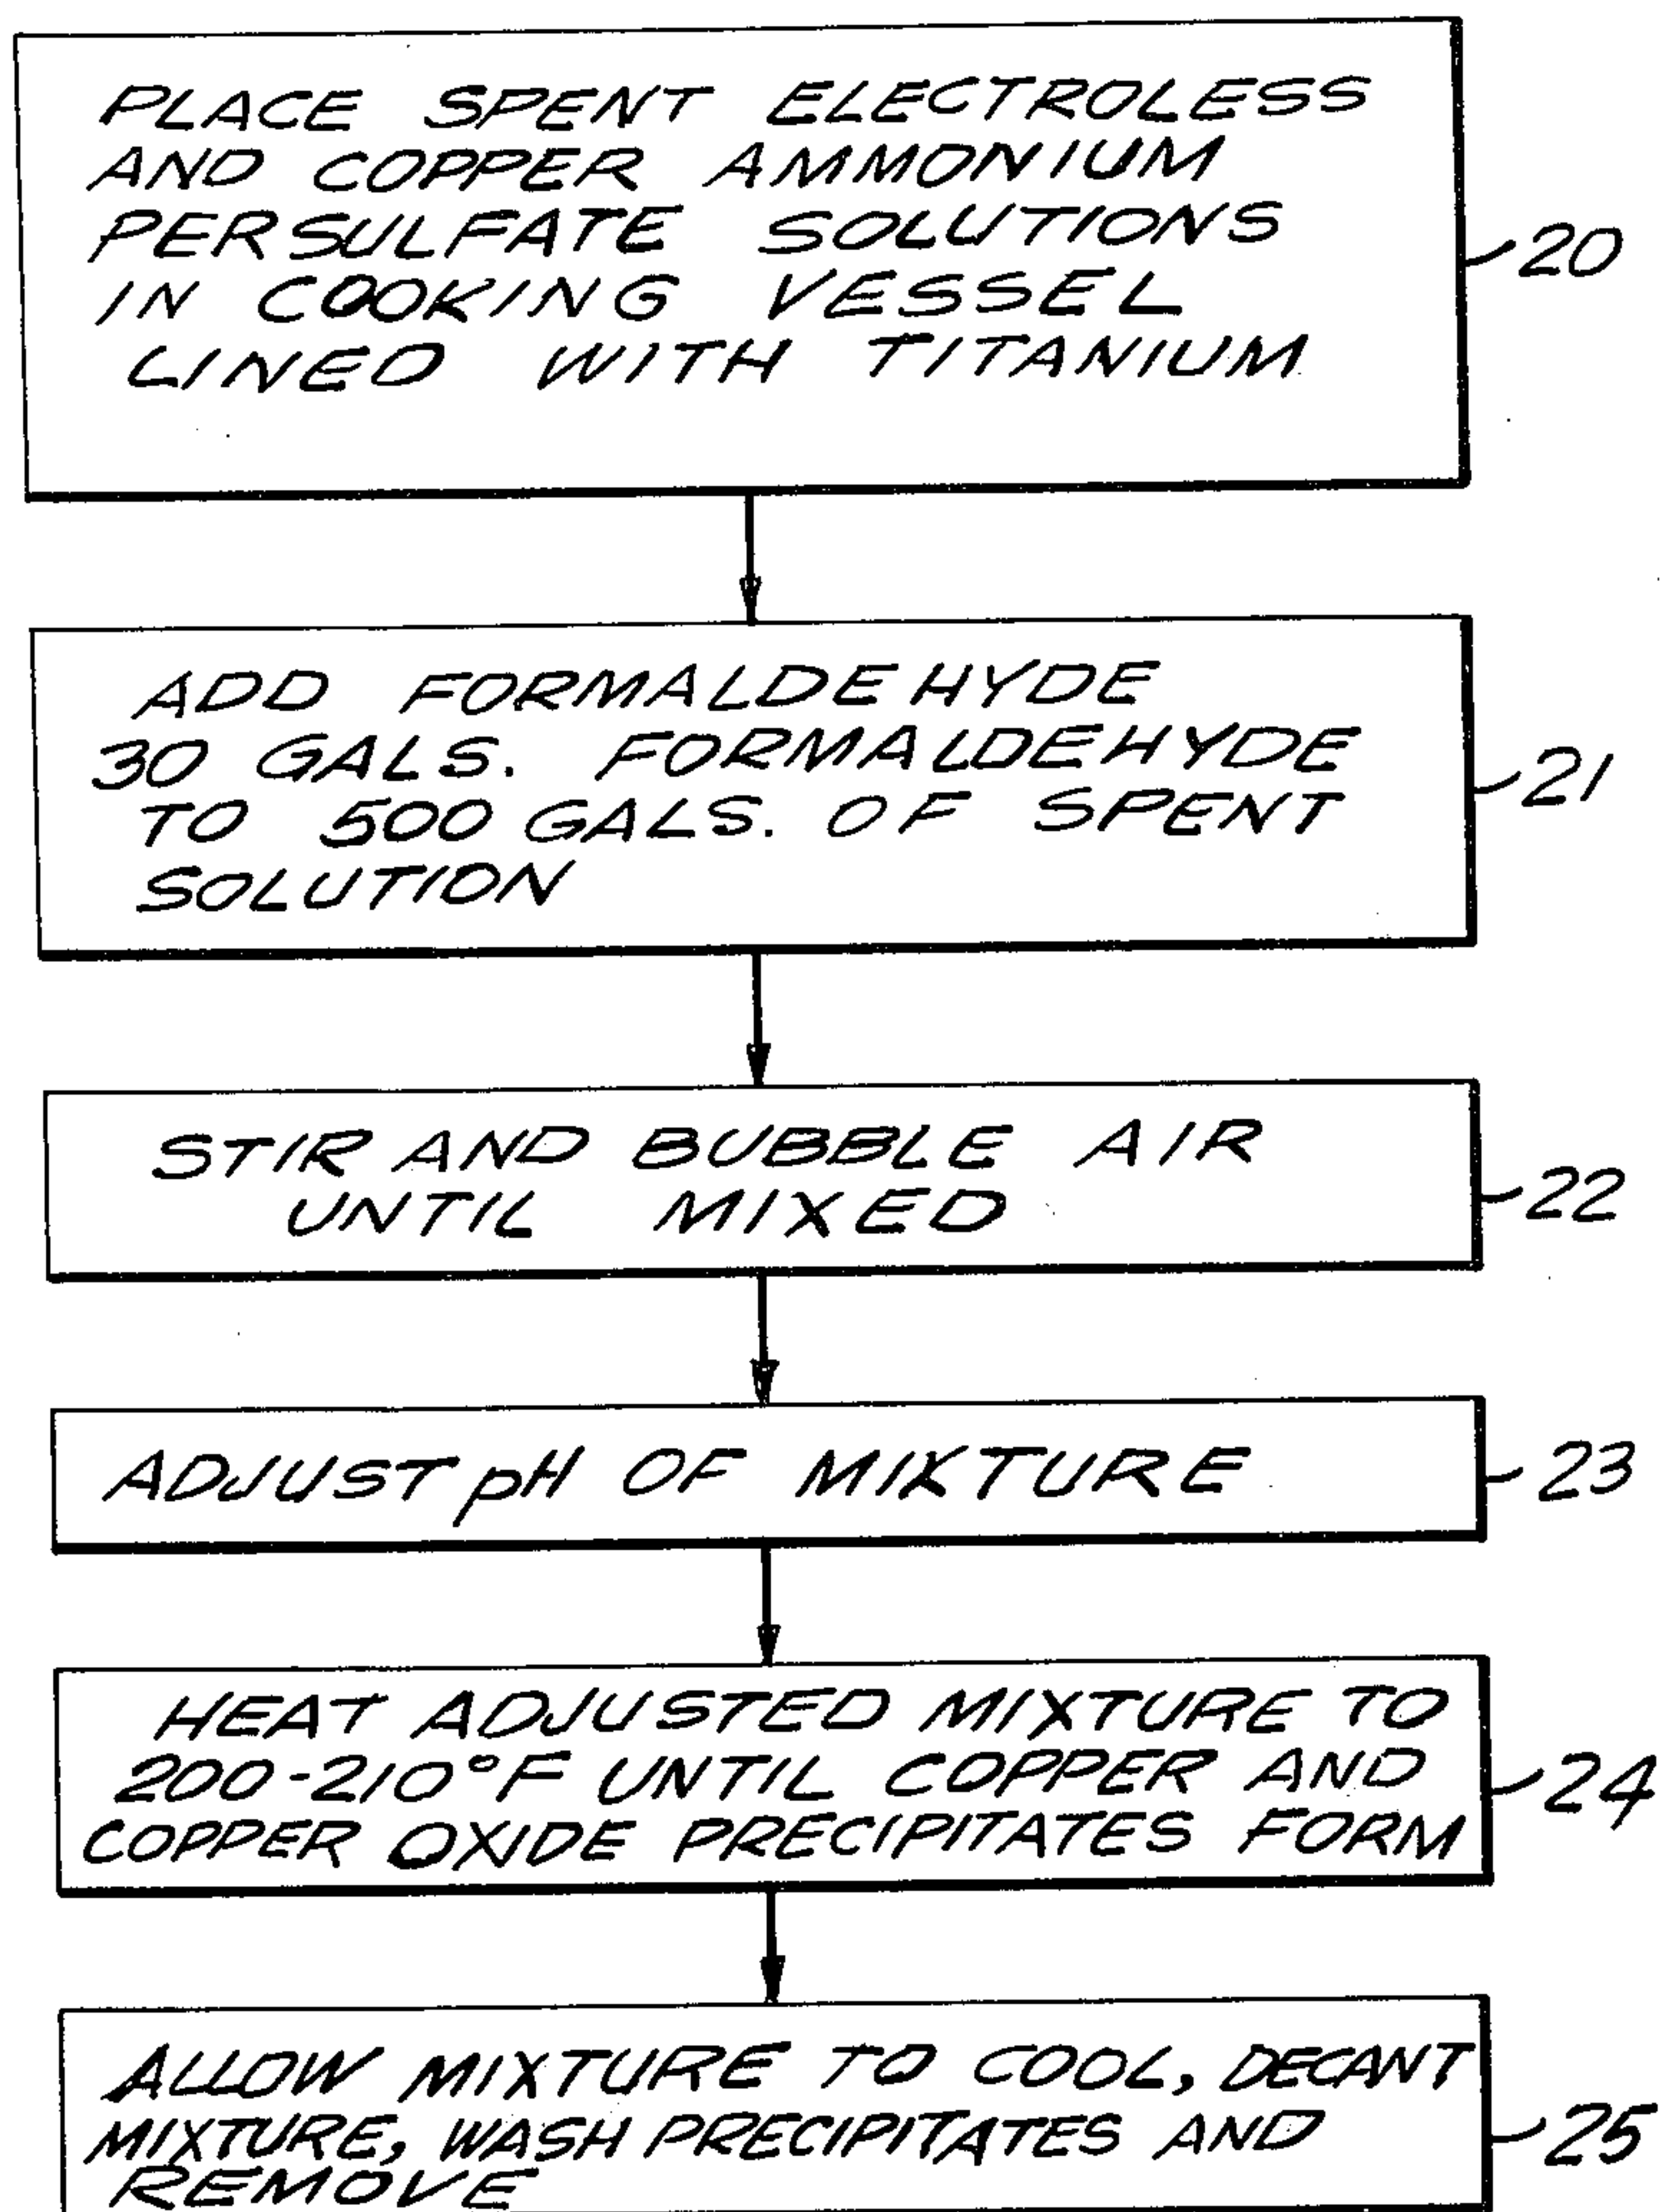 PLACE SPENT ELECTROLESS
AND COPPER AMMONIUM
PERSULFATE SOLUTIONS
IN COOKING VESSEL
LINED WITH TITANIUM
20
ADD FORMALDEHYDE
30 GALS. FORMALDEHYDE
TO 500 GALS. OF SPENT
SOLUTION
21
STIR AND BUBBLE AIR
UNTIL MIXED
22
ADJUST pH OF MIXTURE
23
HEAT ADJUSTED MIXTURE TO
200-210°F UNTIL COPPER AND
COPPER OXIDE PRECIPITATES FORM
24
ALLOW MIXTURE TO COOL, DECANT
MIXTURE, WASH PRECIPITATES AND
REMOVE
25